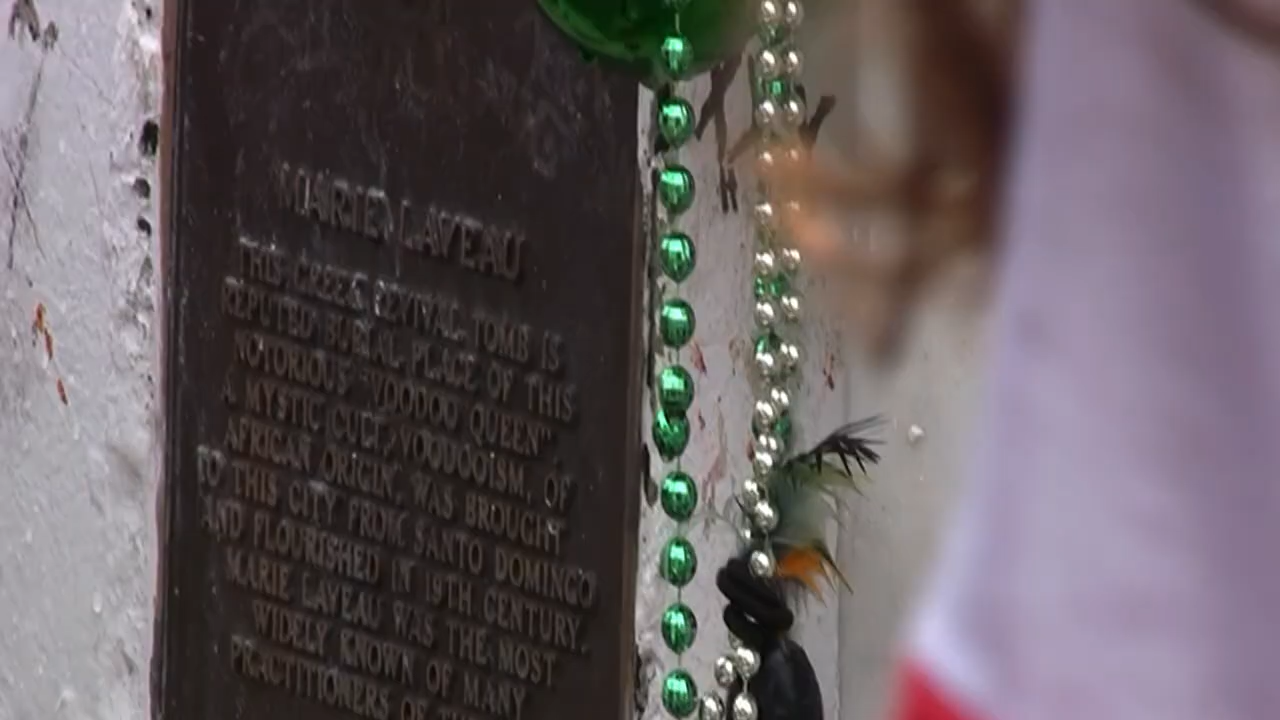 MARIE LAVEAU
THIS GREEK REVIVAL TOMB IS
REPUTED BURIAL PLACE OF THIS
NOTORIOUS "VOODOO QUEEN"
A MYSTIC CULT, VOODOOISM, OF
AFRICAN ORIGIN, WAS BROUGHT
TO THIS CITY FROM SANTO DOMINGO
AND FLOURISHED IN 19TH CENTURY.
MARIE LAVEAU WAS THE MOST
WIDELY KNOWN OF MANY
PRACTITIONERS OF